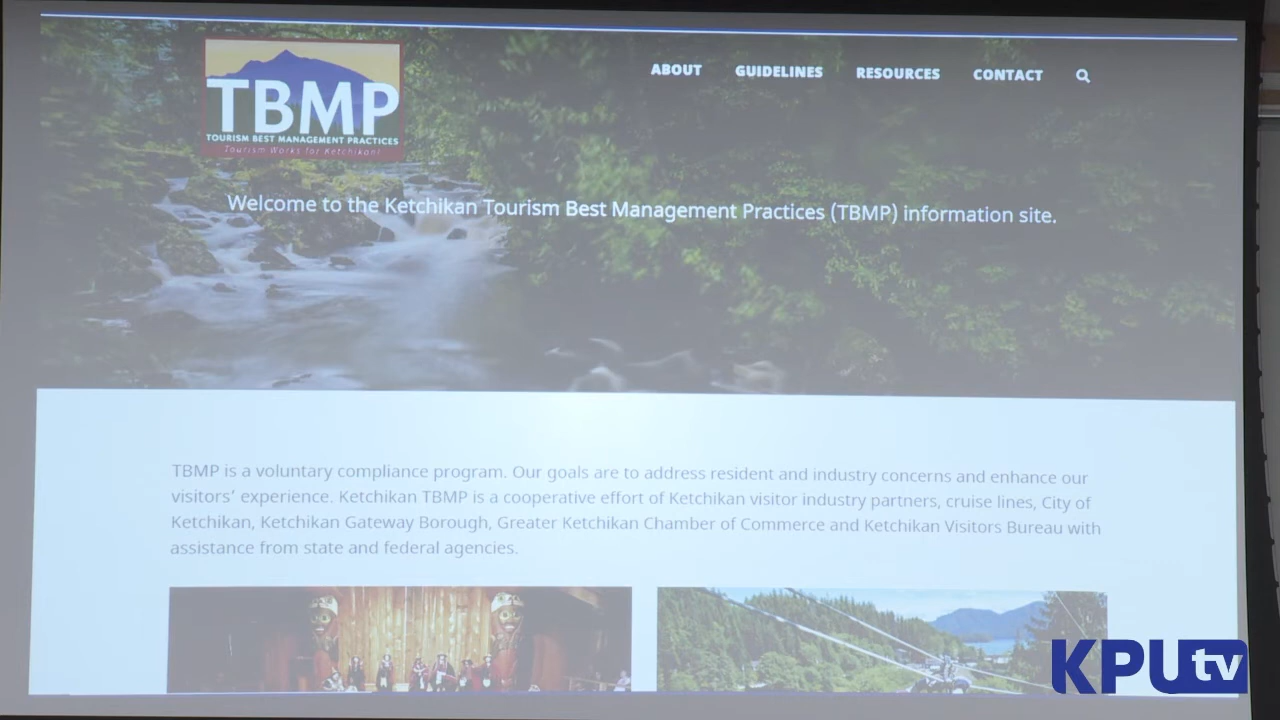 TBMP
TOURISM BEST MANAGEMENT PRACTICES
Tourism Works for Ketchikan!
ABOUT GUIDELINES RESOURCES CONTACT
Welcome to the Ketchikan Tourism Best Management Practices (TBMP) information site.
TBMP is a voluntary compliance program. Our goals are to address resident and industry concerns and enhance our
visitors’ experience. Ketchikan TBMP is a cooperative effort of Ketchikan visitor industry partners, cruise lines, City of
Ketchikan, Ketchikan Gateway Borough, Greater Ketchikan Chamber of Commerce and Ketchikan Visitors Bureau with
assistance from state and federal agencies.
KPUtv